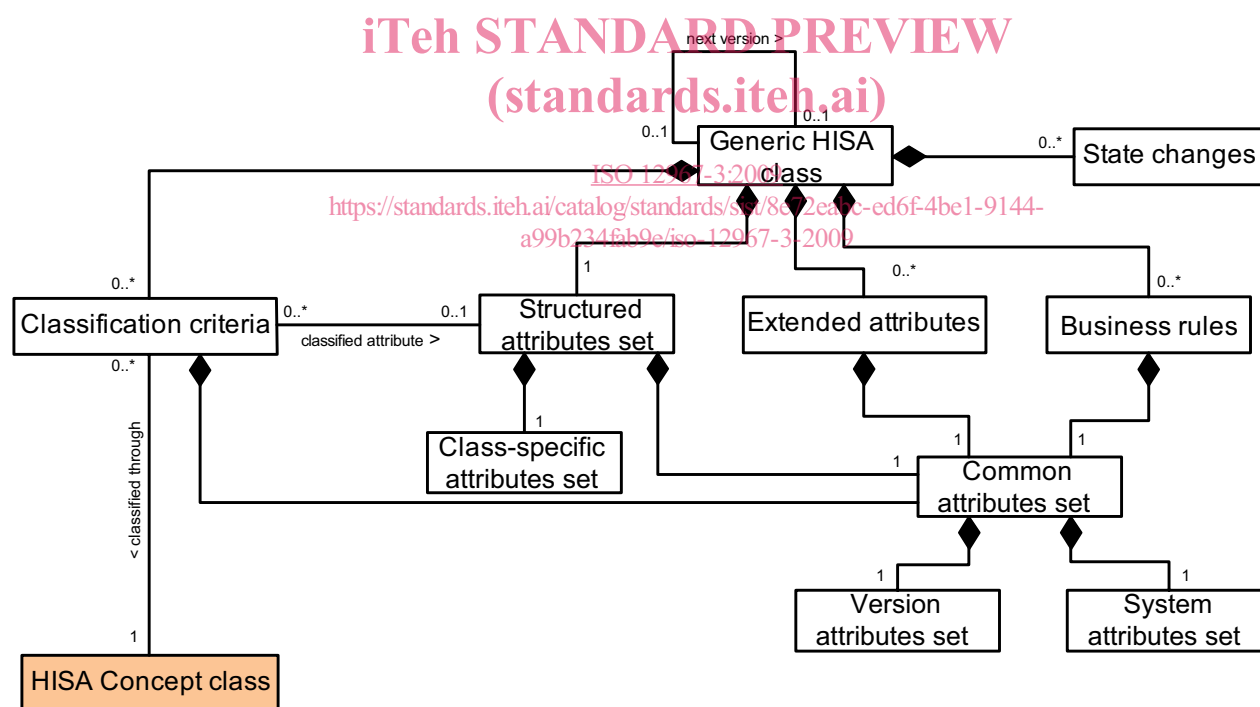 iTeh STANDARD PREVIEW
next version >
(standards.iteh.ai)
0..1
0..1
Generic HISA
class
0..*
State changes
ISO 12967-3:2009
https://standards.iteh.ai/catalog/standards/sist/8e72eabc-ed6f-4be1-9144-
a99b234fab9e/iso-12967-3-2009
0..*
1
0..*
0..*
Classification criteria
0..*
classified attribute >
0..1
Structured
attributes set
Extended attributes
Business rules
0..*
< classified through
1
Class-specific
attributes set
1
1
1
Common
attributes set
1
Version
attributes set
1
System
attributes set
1
HISA Concept class